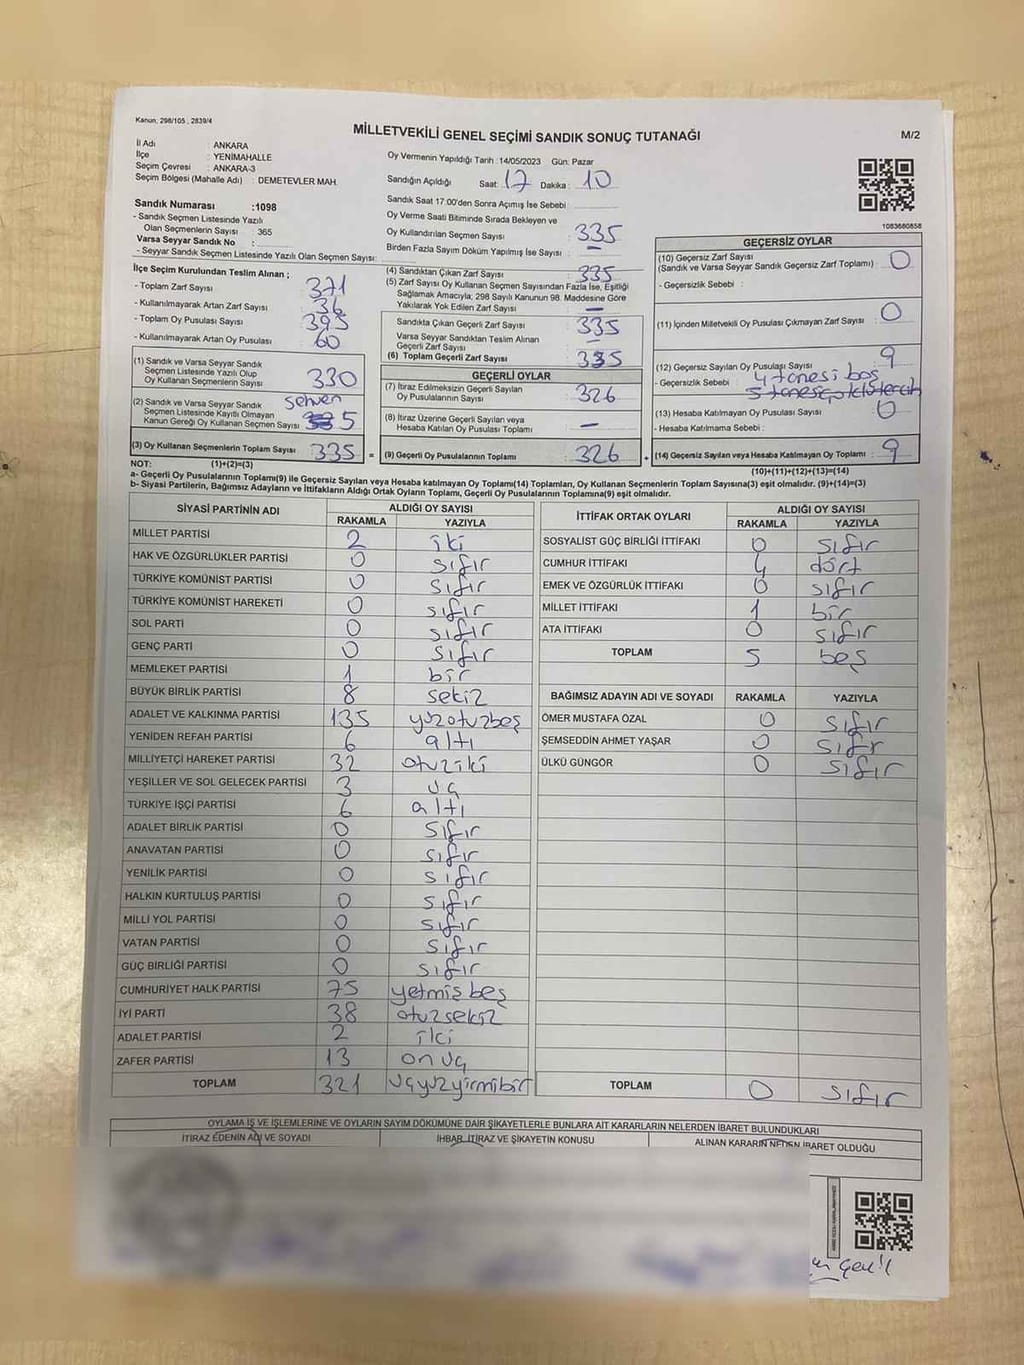 Kanun, 298/105 , 2839/4
MİLLETVEKİLİ GENEL SEÇİMİ SANDIK SONUÇ TUTANAĞI
M/2
İl Adı : ANKARA
İlçe : YENİMAHALLE
Seçim Çevresi : ANKARA-3
Seçim Bölgesi (Mahalle Adı) : DEMETEVLER MAH.
Sandık Numarası :1098
- Sandık Seçmen Listesinde Yazılı
Olan Seçmenlerin Sayısı : 365
Varsa Seyyar Sandık No :
- Seyyar Sandık Seçmen Listesinde Yazılı Olan Seçmen Sayısı:
Oy Vermenin Yapıldığı Tarih :14/05/2023 Gün: Pazar
Sandığın Açıldığı Saat: 17 Dakika : 10
Sandık Saat 17:00'den Sonra Açımış İse Sebebi :
Oy Verme Saati Bitiminde Sırada Bekleyen ve
Oy Kullandırılan Seçmen Sayısı : 335
Birden Fazla Sayım Döküm Yapılmış İse Sayısı : —
1083680858
İlçe Seçim Kurulundan Teslim Alınan ;
- Toplam Zarf Sayısı : 371
- Kullanılmayarak Artan Zarf Sayısı : 36
- Toplam Oy Pusulası Sayısı : 395
- Kullanılmayarak Artan Oy Pusulası : 60
(1) Sandık ve Varsa Seyyar Sandık
Seçmen Listesinde Yazılı Olup
Oy Kullanan Seçmenlerin Sayısı : 330
(2) Sandık ve Varsa Seyyar Sandık sehven
Seçmen Listesinde Kayıtlı Olmayan
Kanun Gereği Oy Kullanan Seçmen Sayısı : 5
(3) Oy Kullanan Seçmenlerin Toplam Sayısı : 335 =
(4) Sandıktan Çıkan Zarf Sayısı : 335
(5) Zarf Sayısı Oy Kullanan Seçmen Sayısından Fazla İse, Eşitliği
Sağlamak Amacıyla; 298 Sayılı Kanunun 98. Maddesine Göre
Yakılarak Yok Edilen Zarf Sayısı : —
Sandıkta Çıkan Geçerli Zarf Sayısı : 335
Varsa Seyyar Sandıktan Teslim Alınan
Geçerli Zarf Sayısı : —
(6) Toplam Geçerli Zarf Sayısı : 335
GEÇERLİ OYLAR
(7) İtiraz Edilmeksizin Geçerli Sayılan
Oy Pusulalarının Sayısı : 326
(8) İtiraz Üzerine Geçerli Sayılan veya
Hesaba Katılan Oy Pusulası Toplamı : —
(9) Geçerli Oy Pusulalarının Toplamı : 326 +
GEÇERSİZ OYLAR
(10) Geçersiz Zarf Sayısı
(Sandık ve Varsa Seyyar Sandık Geçersiz Zarf Toplamı) : 0
- Geçersizlik Sebebi :
(11) İçinden Milletvekili Oy Pusulası Çıkmayan Zarf Sayısı : 0
(12) Geçersiz Sayılan Oy Pusulası Sayısı : 9
- Geçersizlik Sebebi : 4 tanesi boş
5 tanesi
(13) Hesaba Katılmayan Oy Pusulası Sayısı : 0
- Hesaba Katılmama Sebebi :
(14) Geçersiz Sayılan veya Hesaba Katılmayan Oy Toplamı : 9
NOT: (1)+(2)=(3)
(10)+(11)+(12)+(13)=(14)
a- Geçerli Oy Pusulalarının Toplamı(9) ile Geçersiz Sayılan veya Hesaba katılmayan Oy Toplamı(14) Toplamları, Oy Kullanan Seçmenlerin Toplam Sayısına(3) eşit olmalıdır. (9)+(14)=(3)
b- Siyasi Partilerin, Bağımsız Adayların ve İttifakların Aldığı Ortak Oyların Toplamı, Geçerli Oy Pusulalarının Toplamına(9) eşit olmalıdır.
SİYASİ PARTİNİN ADI ALDIĞI OY SAYISI
RAKAMLA YAZIYLA
MİLLET PARTİSİ 2 iki
HAK VE ÖZGÜRLÜKLER PARTİSİ 0 sıfır
TÜRKİYE KOMÜNİST PARTİSİ 0 sıfır
TÜRKİYE KOMÜNİST HAREKETİ 0 sıfır
SOL PARTİ 0 sıfır
GENÇ PARTİ 0 sıfır
MEMLEKET PARTİSİ 1 bir
BÜYÜK BİRLİK PARTİSİ 8 sekiz
ADALET VE KALKINMA PARTİSİ 135 yüzotuzbeş
YENİDEN REFAH PARTİSİ 6 altı
MİLLİYETÇİ HAREKET PARTİSİ 32 otuziki
YEŞİLLER VE SOL GELECEK PARTİSİ 3 üç
TÜRKİYE İŞÇİ PARTİSİ 6 altı
ADALET BİRLİK PARTİSİ 0 sıfır
ANAVATAN PARTİSİ 0 sıfır
YENİLİK PARTİSİ 0 sıfır
HALKIN KURTULUŞ PARTİSİ 0 sıfır
MİLLİ YOL PARTİSİ 0 sıfır
VATAN PARTİSİ 0 sıfır
GÜÇ BİRLİĞİ PARTİSİ 0 sıfır
CUMHURİYET HALK PARTİSİ 75 yetmiş beş
İYİ PARTİ 38 otuzsekiz
ADALET PARTİSİ 2 iki
ZAFER PARTİSİ 13 on üç
TOPLAM 321 üçyüzyirmibir
İTTİFAK ORTAK OYLARI ALDIĞI OY SAYISI
RAKAMLA YAZIYLA
SOSYALİST GÜÇ BİRLİĞİ İTTİFAKI 0 sıfır
CUMHUR İTTİFAKI 4 dört
EMEK VE ÖZGÜRLÜK İTTİFAKI 0 sıfır
MİLLET İTTİFAKI 1 bir
ATA İTTİFAKI 0 sıfır
TOPLAM 5 beş
BAĞIMSIZ ADAYIN ADI VE SOYADI RAKAMLA YAZIYLA
ÖMER MUSTAFA ÖZAL 0 sıfır
ŞEMSEDDİN AHMET YAŞAR 0 sıfır
ÜLKÜ GÜNGÖR 0 sıfır
TOPLAM 0 sıfır
OYLAMA İŞ VE İŞLEMLERİNE VE OYLARIN SAYIM DÖKÜMÜNE DAİR ŞİKAYETLERLE BUNLARA AİT KARARLARIN NELERDEN İBARET BULUNDUKLARI
İTİRAZ EDENİN ADI VE SOYADI İHBAR, İTİRAZ VE ŞİKAYETİN KONUSU ALINAN KARARIN NEDEN İBARET OLDUĞU